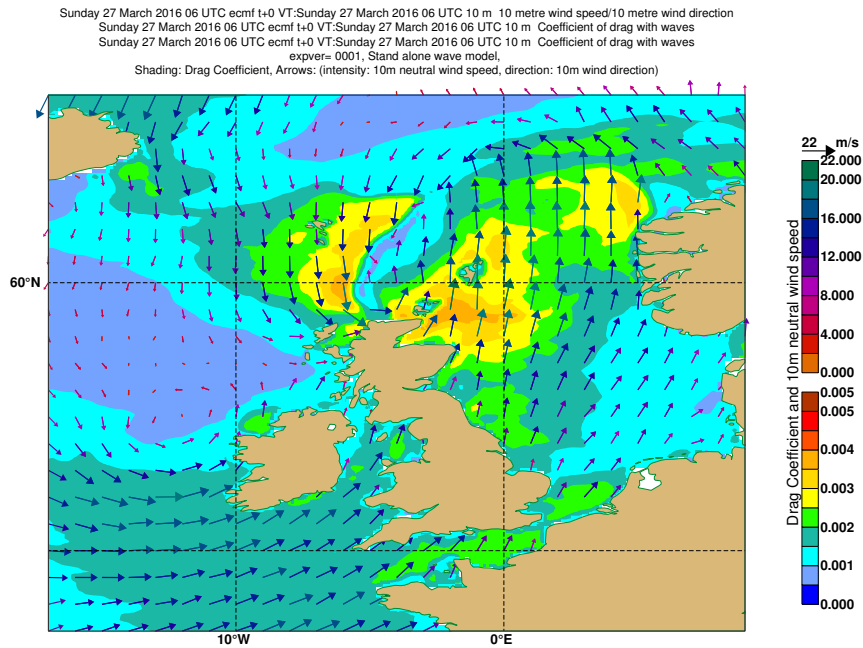 Sunday 27 March 2016 06 UTC ecmf t+0 VT:Sunday 27 March 2016 06 UTC 10 m 10 metre wind speed/10 metre wind direction
Sunday 27 March 2016 06 UTC ecmf t+0 VT:Sunday 27 March 2016 06 UTC 10 m Coefficient of drag with waves
Sunday 27 March 2016 06 UTC ecmf t+0 VT:Sunday 27 March 2016 06 UTC 10 m Coefficient of drag with waves
expver= 0001, Stand alone wave model,
Shading: Drag Coefficient, Arrows: (intensity: 10m neutral wind speed, direction: 10m wind direction)
22 m/s
22.000
20.000
16.000
12.000
8.000
4.000
0.000
0.005
0.005
0.004
0.004
0.003
0.002
0.001
0.000
Drag Coefficient and 10m neutral wind speed
60°N
10°W
0°E